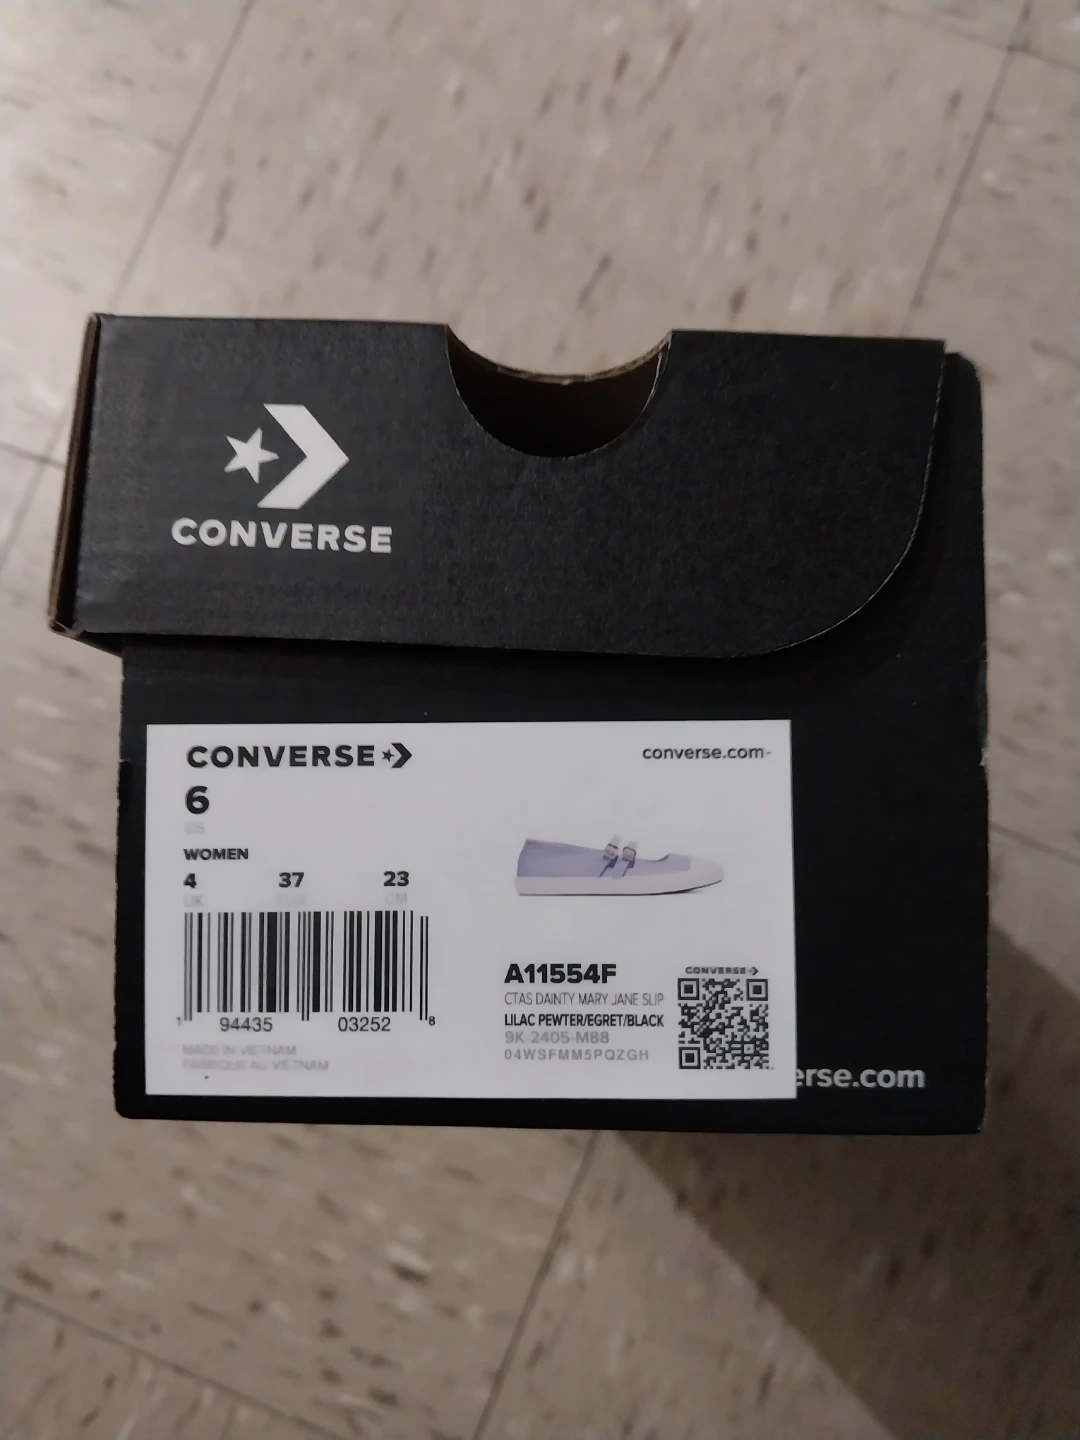 CONVERSE
CONVERSE
converse.com
6
US
WOMEN
4 37 23
UK EUR CM
1 94435 03252 8
MADE IN VIETNAM
FABRIQUE AU VIETNAM
A11554F
CTAS DAINTY MARY JANE SLIP
LILAC PEWTER/EGRET/BLACK
9K-2405-M88
04WSFMM5PQZGH
CONVERSE
erse.com